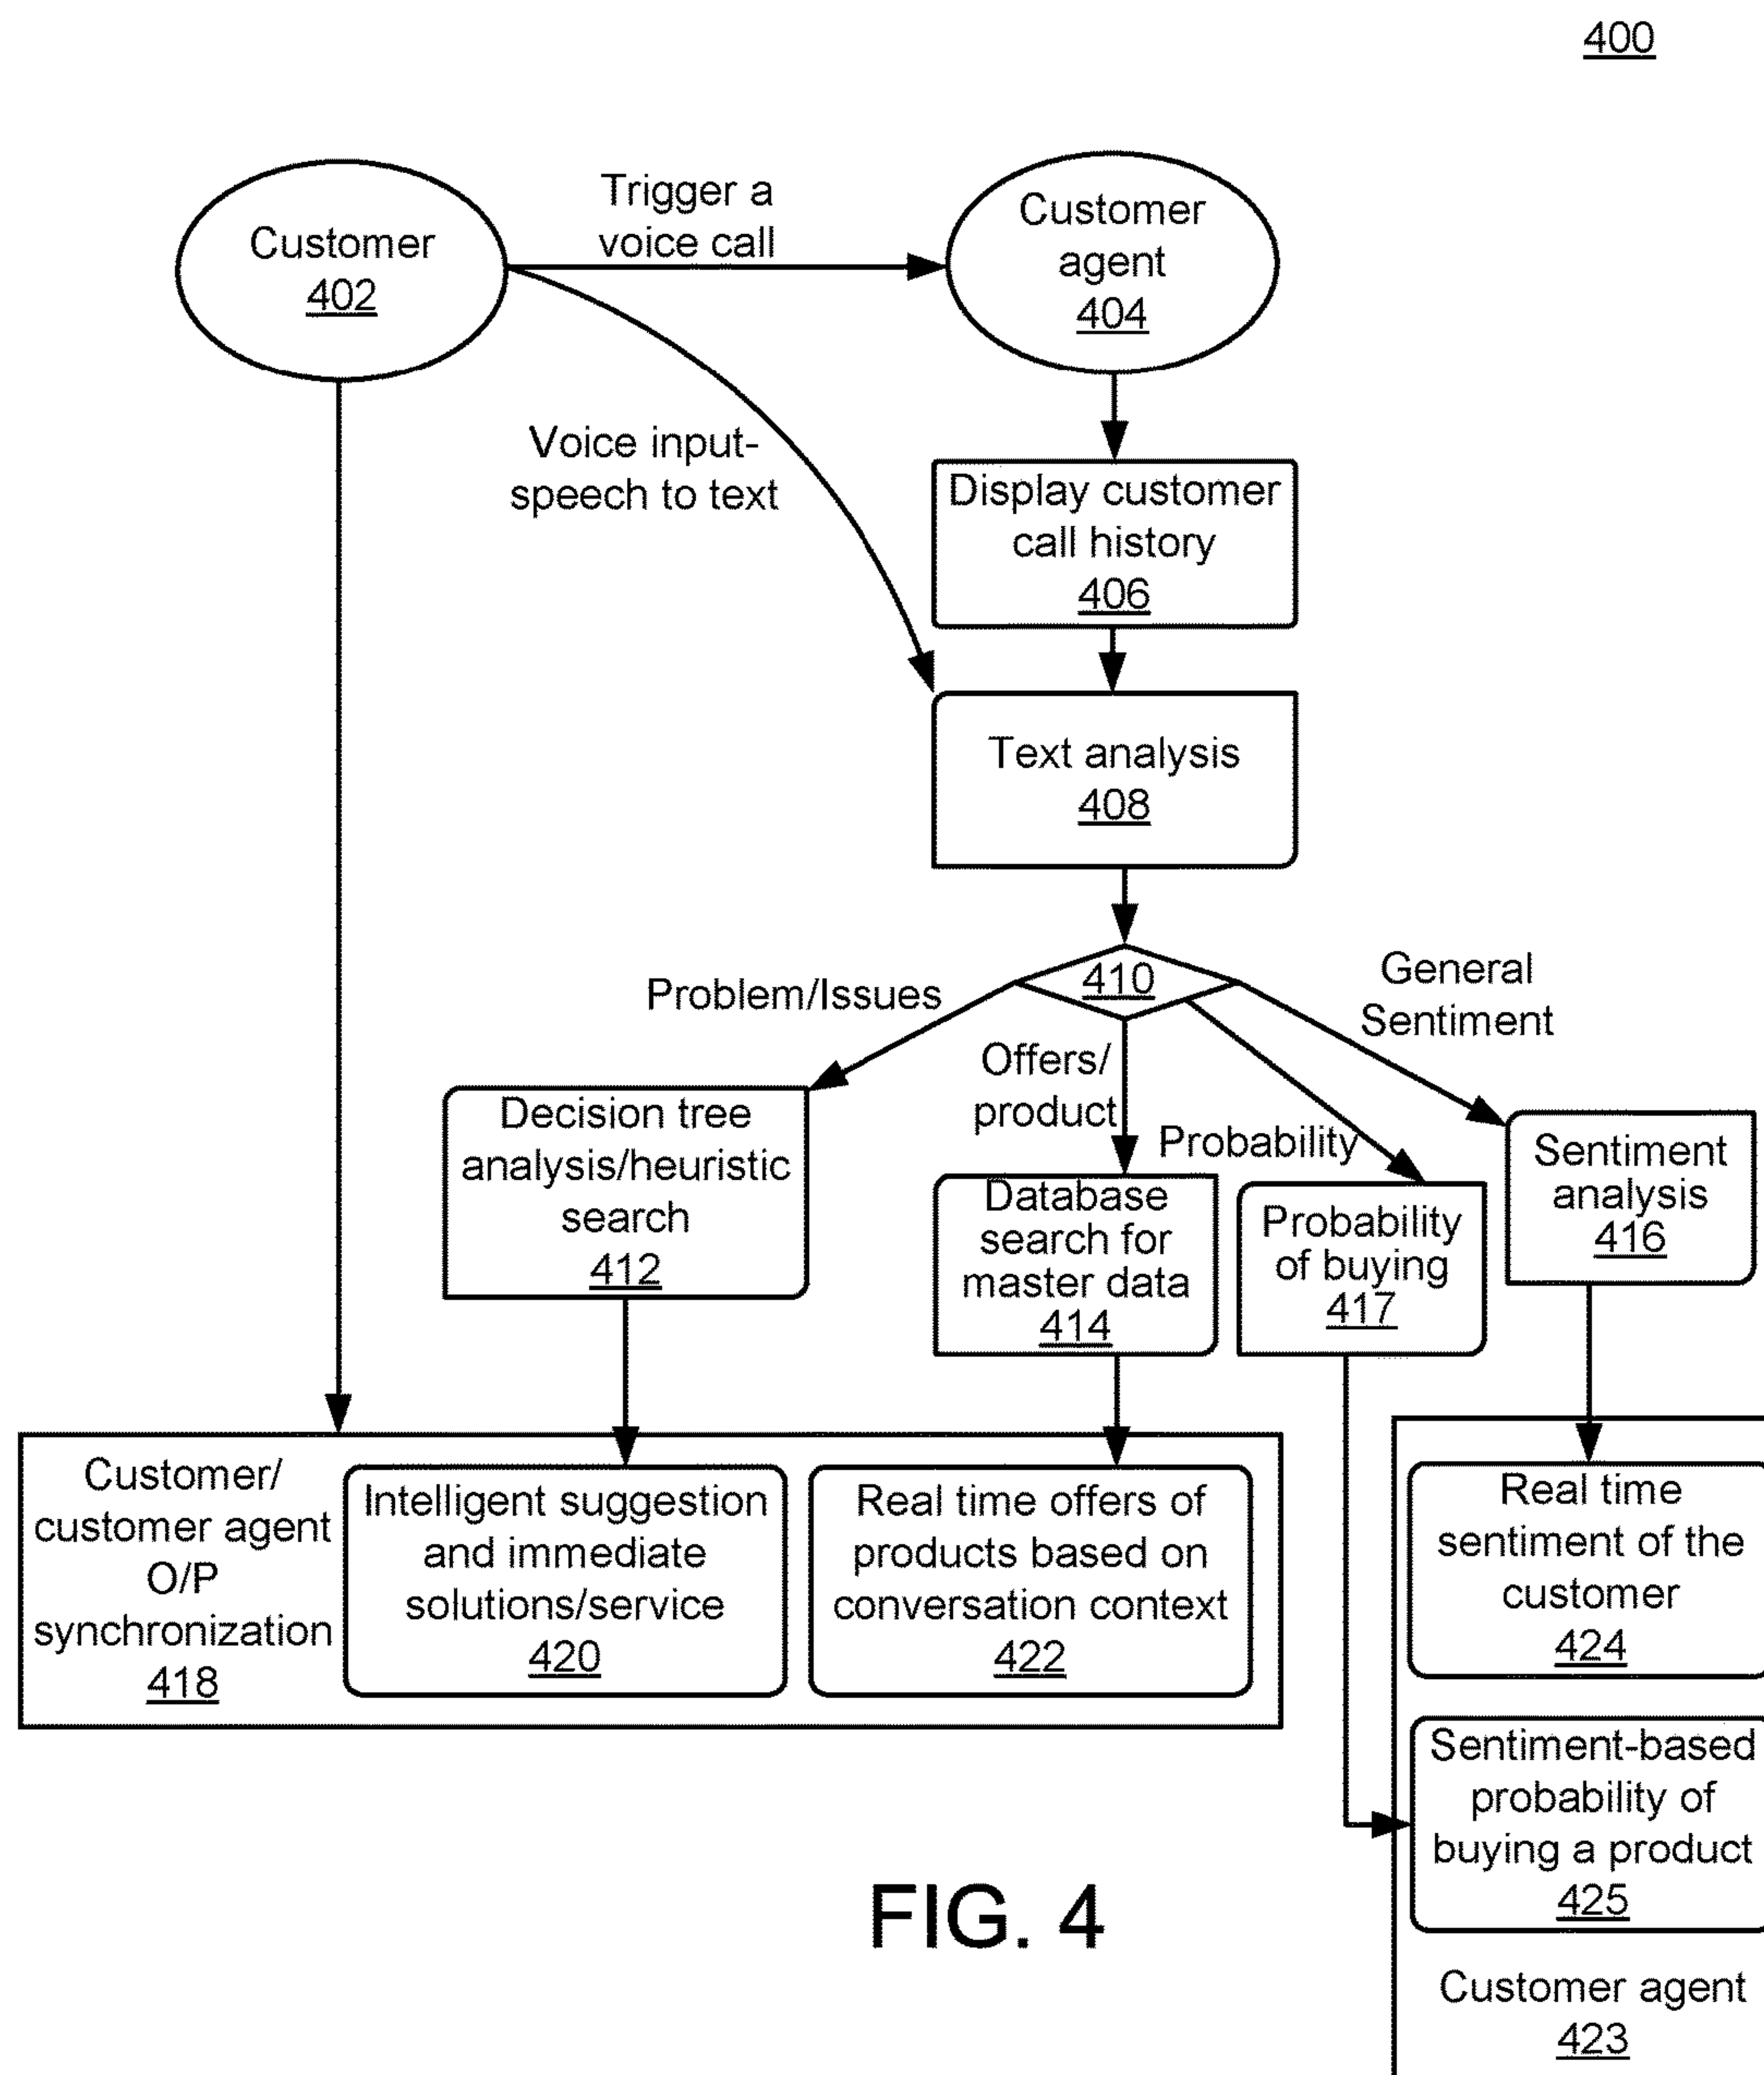 400
Customer
402
Trigger a
voice call
Customer
agent
404
Voice input-
speech to text
Display customer
call history
406
Text analysis
408
410
Problem/Issues
Offers/
product
Probability
General
Sentiment
Decision tree
analysis/heuristic
search
412
Database
search for
master data
414
Probability
of buying
417
Sentiment
analysis
416
Customer/
customer agent
O/P
synchronization
418
Intelligent suggestion
and immediate
solutions/service
420
Real time offers of
products based on
conversation context
422
Real time
sentiment of the
customer
424
Sentiment-based
probability of
buying a product
425
Customer agent
423
FIG. 4